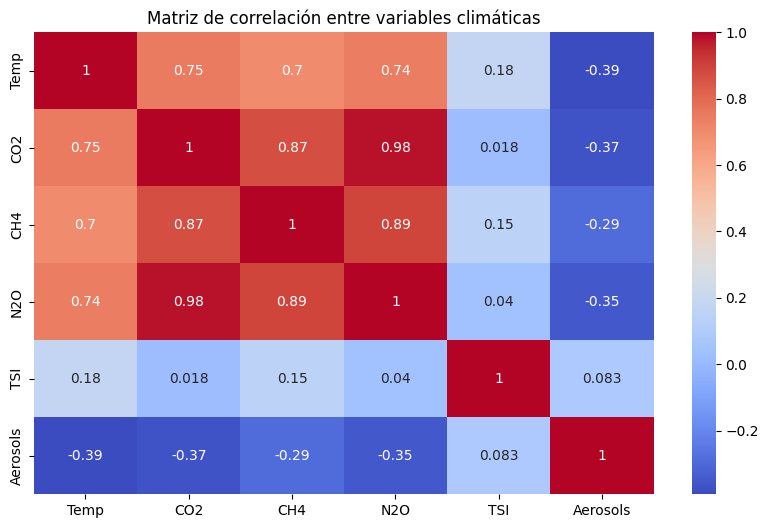 Matriz de correlación entre variables climáticas
Temp 1 0.75 0.7 0.74 0.18 -0.39
CO2 0.75 1 0.87 0.98 0.018 -0.37
CH4 0.7 0.87 1 0.89 0.15 -0.29
N2O 0.74 0.98 0.89 1 0.04 -0.35
TSI 0.18 0.018 0.15 0.04 1 0.083
Aerosols -0.39 -0.37 -0.29 -0.35 0.083 1
Temp CO2 CH4 N2O TSI Aerosols
1.0
0.8
0.6
0.4
0.2
0.0
−0.2